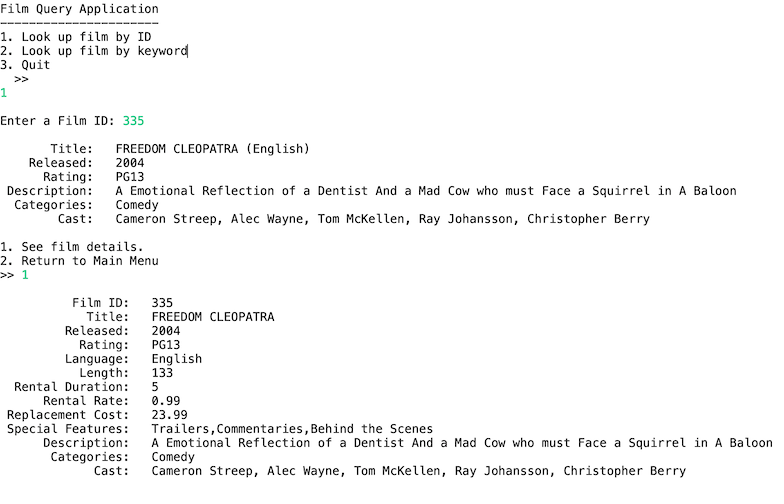 Film Query Application
----------------------
1. Look up film by ID
2. Look up film by keyword
3. Quit
>>
1
Enter a Film ID: 335
Title: FREEDOM CLEOPATRA (English)
Released: 2004
Rating: PG13
Description: A Emotional Reflection of a Dentist And a Mad Cow who must Face a Squirrel in A Baloon
Categories: Comedy
Cast: Cameron Streep, Alec Wayne, Tom McKellen, Ray Johansson, Christopher Berry
1. See film details.
2. Return to Main Menu
>> 1
Film ID: 335
Title: FREEDOM CLEOPATRA
Released: 2004
Rating: PG13
Language: English
Length: 133
Rental Duration: 5
Rental Rate: 0.99
Replacement Cost: 23.99
Special Features: Trailers,Commentaries,Behind the Scenes
Description: A Emotional Reflection of a Dentist And a Mad Cow who must Face a Squirrel in A Baloon
Categories: Comedy
Cast: Cameron Streep, Alec Wayne, Tom McKellen, Ray Johansson, Christopher Berry